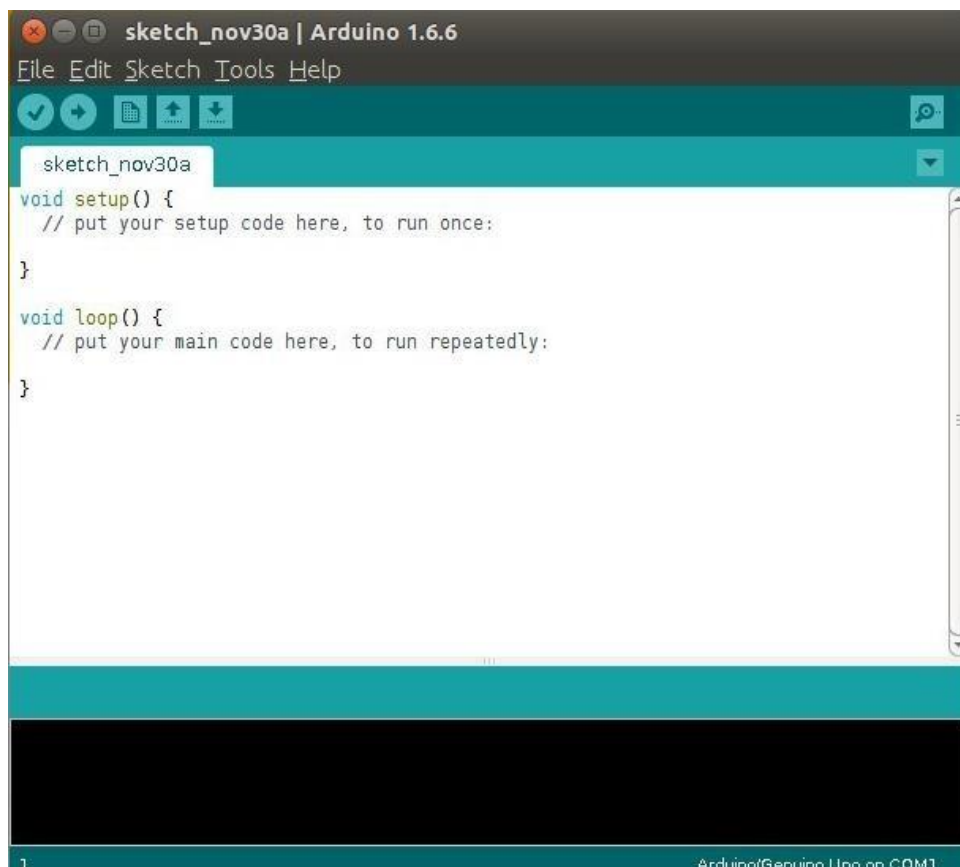 sketch_nov30a | Arduino 1.6.6
File Edit Sketch Tools Help
sketch_nov30a
void setup() {
  // put your setup code here, to run once:
}
void loop() {
  // put your main code here, to run repeatedly:
}
1
Arduino/Genuino Uno on COM1